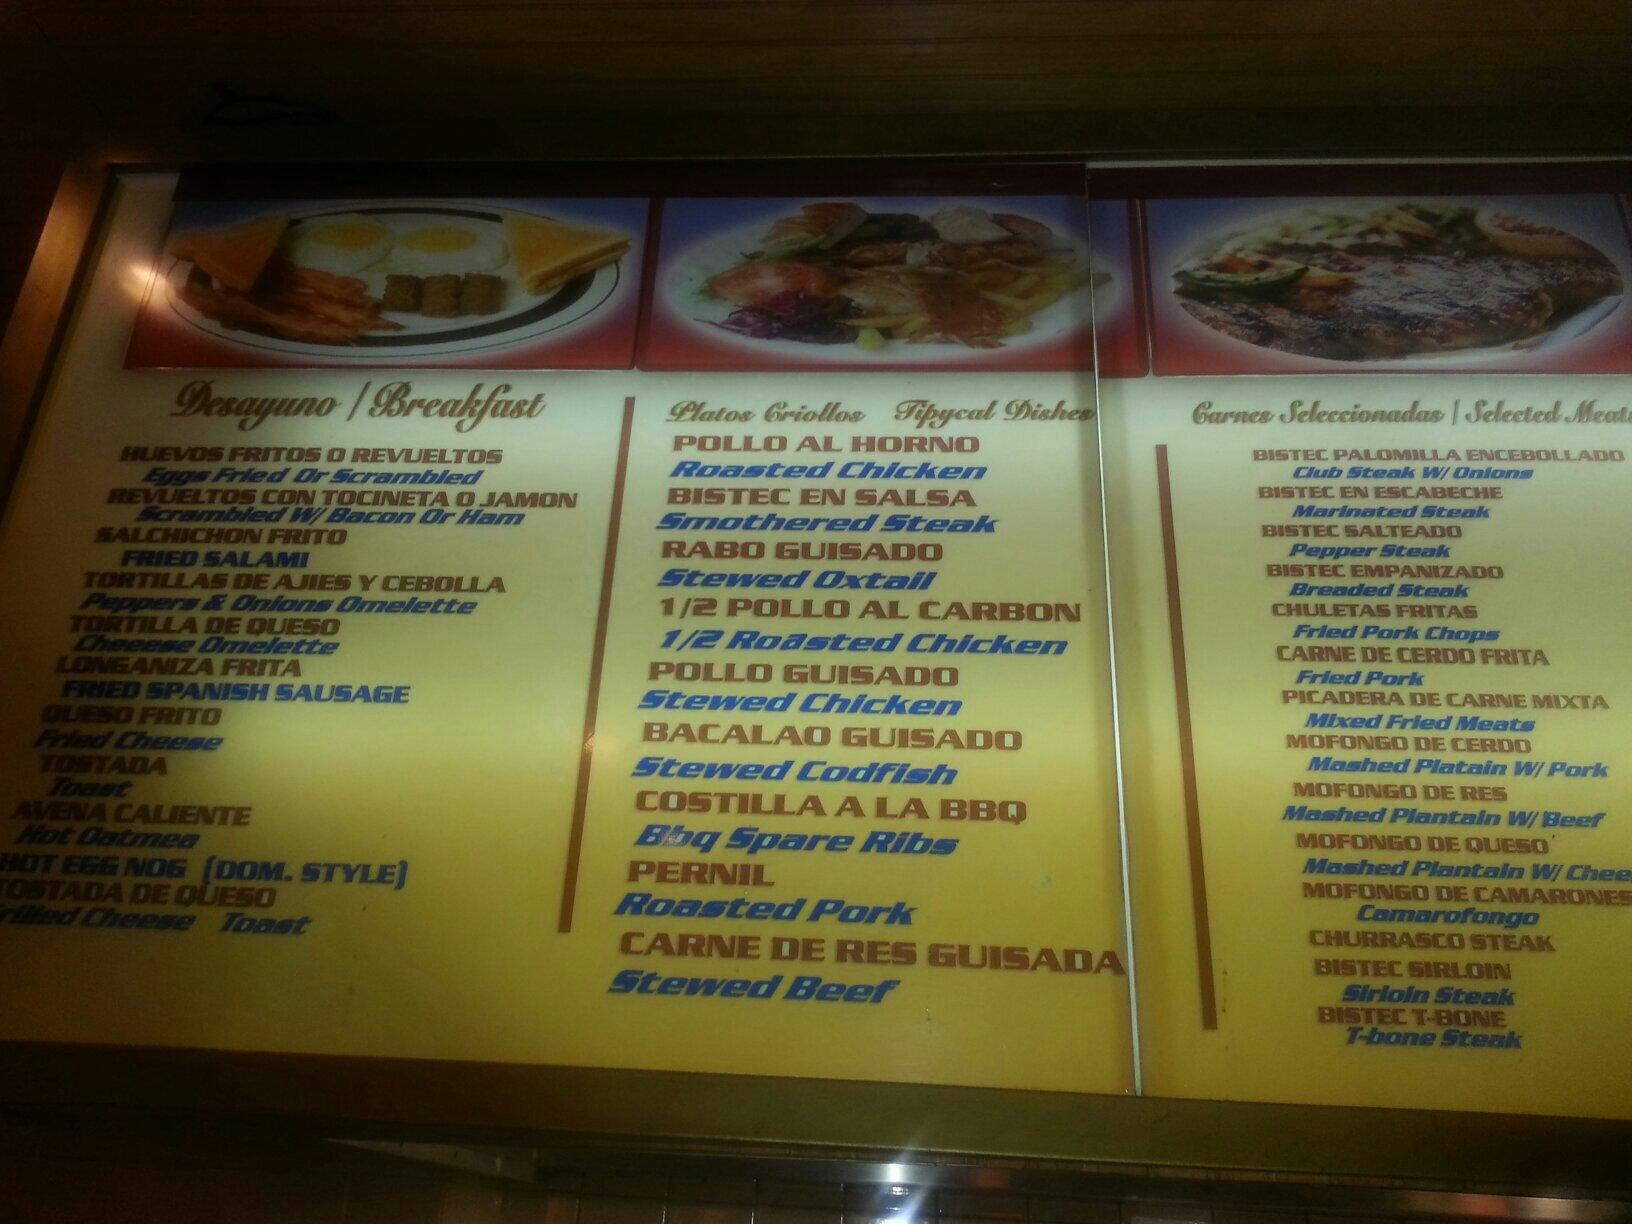 Desayuno / Breakfast
HUEVOS FRITOS O REVUELTOS
Eggs Fried Or Scrambled
REVUELTOS CON TOCINETA O JAMON
Scrambled W/ Bacon Or Ham
SALCHICHON FRITO
FRIED SALAMI
TORTILLAS DE AJIES Y CEBOLLA
Peppers & Onions Omelette
TORTILLA DE QUESO
Cheeese Omelette
LONGANIZA FRITA
FRIED SPANISH SAUSAGE
QUESO FRITO
Fried Cheese
TOSTADA
Toast
AVENA CALIENTE
Hot Oatmea
HOT EGG NOG (DOM. STYLE)
TOSTADA DE QUESO
Grilled Cheese Toast
Platos Criollos Tipycal Dishes
POLLO AL HORNO
Roasted Chicken
BISTEC EN SALSA
Smothered Steak
RABO GUISADO
Stewed Oxtail
1/2 POLLO AL CARBON
1/2 Roasted Chicken
POLLO GUISADO
Stewed Chicken
BACALAO GUISADO
Stewed Codfish
COSTILLA A LA BBQ
Bbq Spare Ribs
PERNIL
Roasted Pork
CARNE DE RES GUISADA
Stewed Beef
Carnes Seleccionadas / Selected Meats
BISTEC PALOMILLA ENCEBOLLADO
Club Steak W/ Onions
BISTEC EN ESCABECHE
Marinated Steak
BISTEC SALTEADO
Pepper Steak
BISTEC EMPANIZADO
Breaded Steak
CHULETAS FRITAS
Fried Pork Chops
CARNE DE CERDO FRITA
Fried Pork
PICADERA DE CARNE MIXTA
Mixed Fried Meats
MOFONGO DE CERDO
Mashed Platain W/ Pork
MOFONGO DE RES
Mashed Plantain W/ Beef
MOFONGO DE QUESO
Mashed Plantain W/ Chee
MOFONGO DE CAMARONES
Camarofongo
CHURRASCO STEAK
BISTEC SIRLOIN
Sirloin Steak
BISTEC T-BONE
T-bone Steak